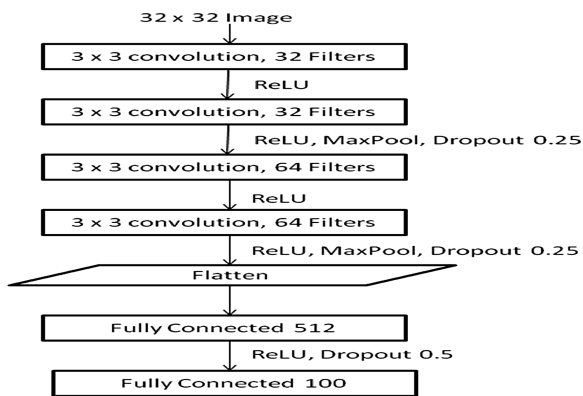 32 x 32 Image
3 x 3 convolution, 32 Filters
ReLU
3 x 3 convolution, 32 Filters
ReLU, MaxPool, Dropout 0.25
3 x 3 convolution, 64 Filters
ReLU
3 x 3 convolution, 64 Filters
ReLU, MaxPool, Dropout 0.25
Flatten
Fully Connected 512
ReLU, Dropout 0.5
Fully Connected 100